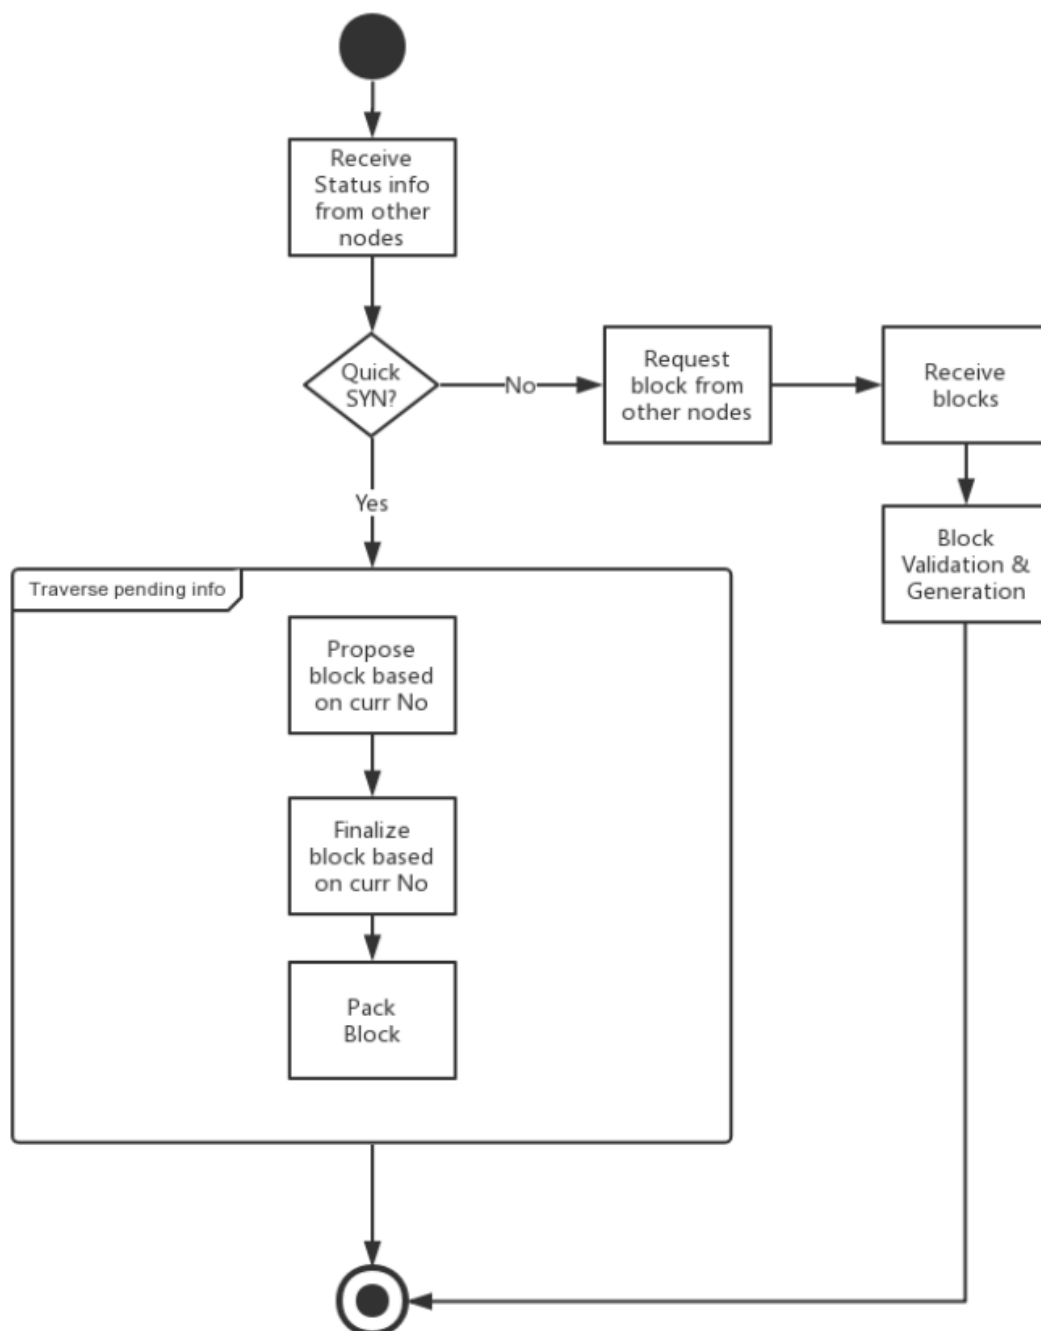 Receive
Status info
from other
nodes
Quick
SYN?
No
Request
block from
other nodes
Receive
blocks
Yes
Block
Validation &
Generation
Traverse pending info
Propose
block based
on curr No
Finalize
block based
on curr No
Pack
Block